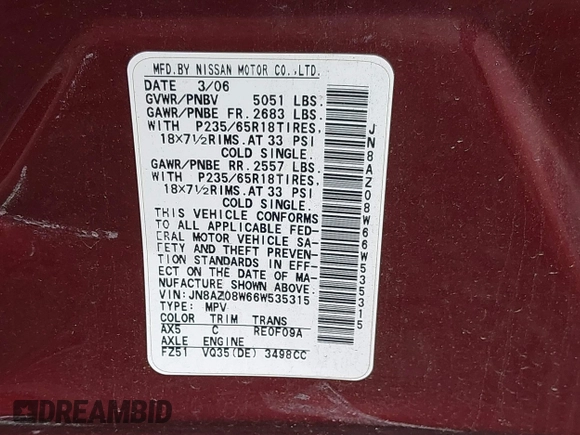 MFD.BY NISSAN MOTOR CO.,LTD.
DATE 3/06
GVWR/PNBV 5051 LBS.
GAWR/PNBE FR. 2683 LBS.
WITH P235/65R18TIRES,
18×7½RIMS.AT 33 PSI
COLD SINGLE.
GAWR/PNBE RR. 2557 LBS.
WITH P235/65R18TIRES,
18×7½RIMS.AT 33 PSI
COLD SINGLE.
THIS VEHICLE CONFORMS
TO ALL APPLICABLE FED-
ERAL MOTOR VEHICLE SA-
FETY AND THEFT PREVEN-
TION STANDARDS IN EFF-
ECT ON THE DATE OF MA-
NUFACTURE SHOWN ABOVE.
VIN: JN8AZ08W66W535315
TYPE: MPV
COLOR TRIM TRANS
AX5 C RE0F09A
AXLE ENGINE
FZ51 VQ35(DE) 3498CC
JN8AZ08W66W535315
DREAMBID